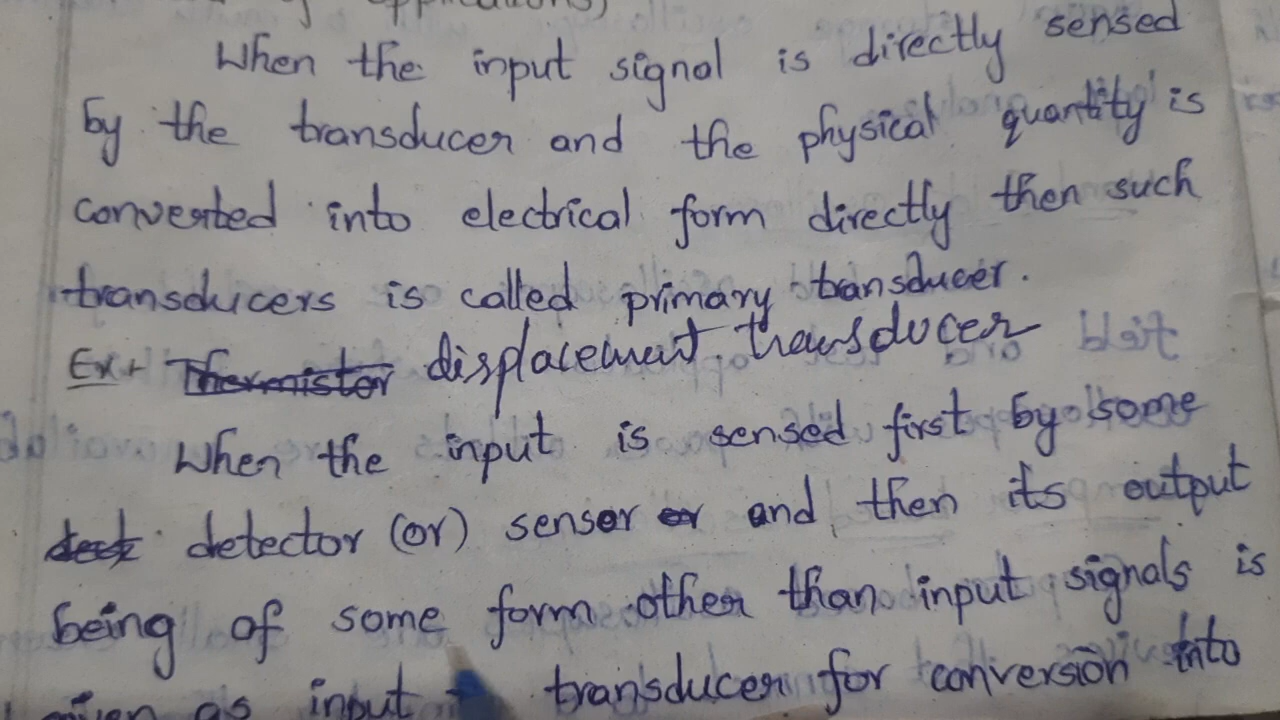 applications)
When the input signal is directly sensed
by the transducer and the physical quantity is
converted into electrical form directly then such
transducers is called primary transducer.
Ex:- Thermistor displacement transducer
When the input is sensed first by some
detector (or) sensor or and then its output
being of some form other than input signals is
given as input transducer for conversion into